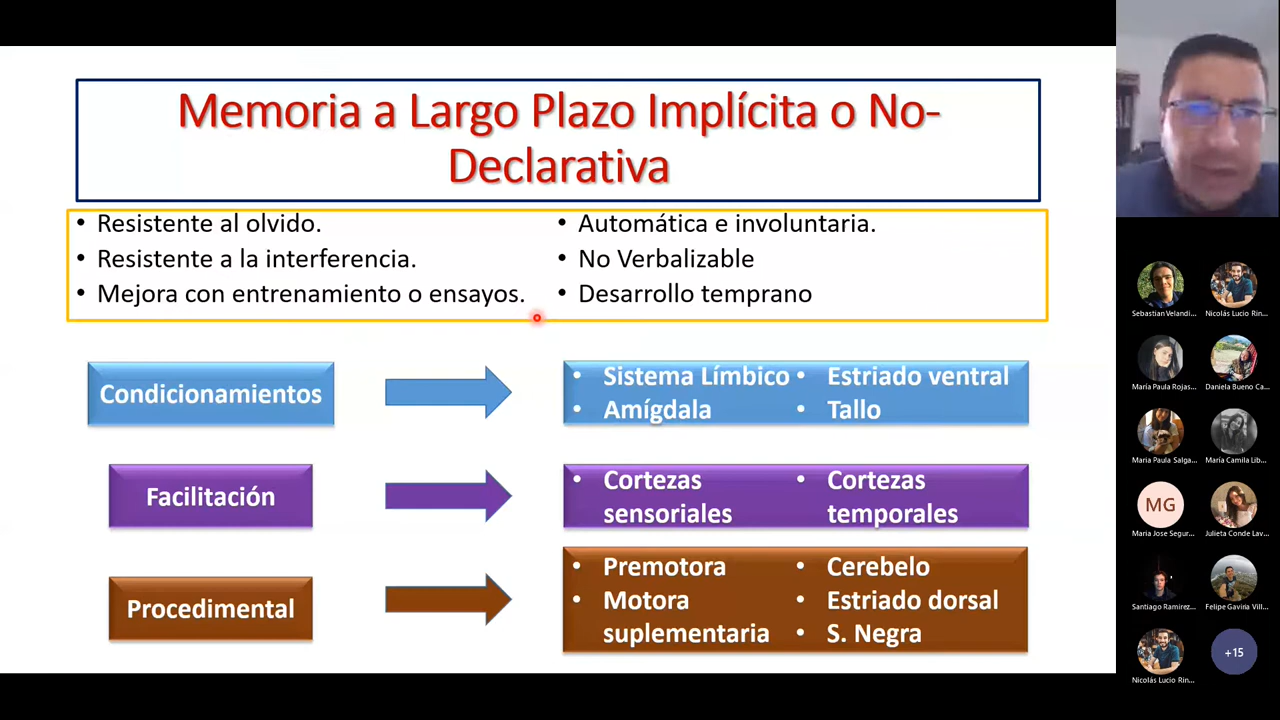 Memoria a Largo Plazo Implícita o No-
Declarativa
• Resistente al olvido.
• Resistente a la interferencia.
• Mejora con entrenamiento o ensayos.
• Automática e involuntaria.
• No Verbalizable
• Desarrollo temprano
Condicionamientos
• Sistema Límbico
• Amígdala
• Estriado ventral
• Tallo
Facilitación
• Cortezas
sensoriales
• Cortezas
temporales
Procedimental
• Premotora
• Motora
suplementaria
• Cerebelo
• Estriado dorsal
• S. Negra
Sebastian Velandi...
Nicolás Lucio Rin...
María Paula Rojas...
Daniela Bueno Ca...
Maria Paula Salga...
María Camila Lib...
MG
Maria Jose Segur...
Julieta Conde Lav...
Santiago Ramirez...
Felipe Gaviria Vill...
Nicolás Lucio Rin...
+15